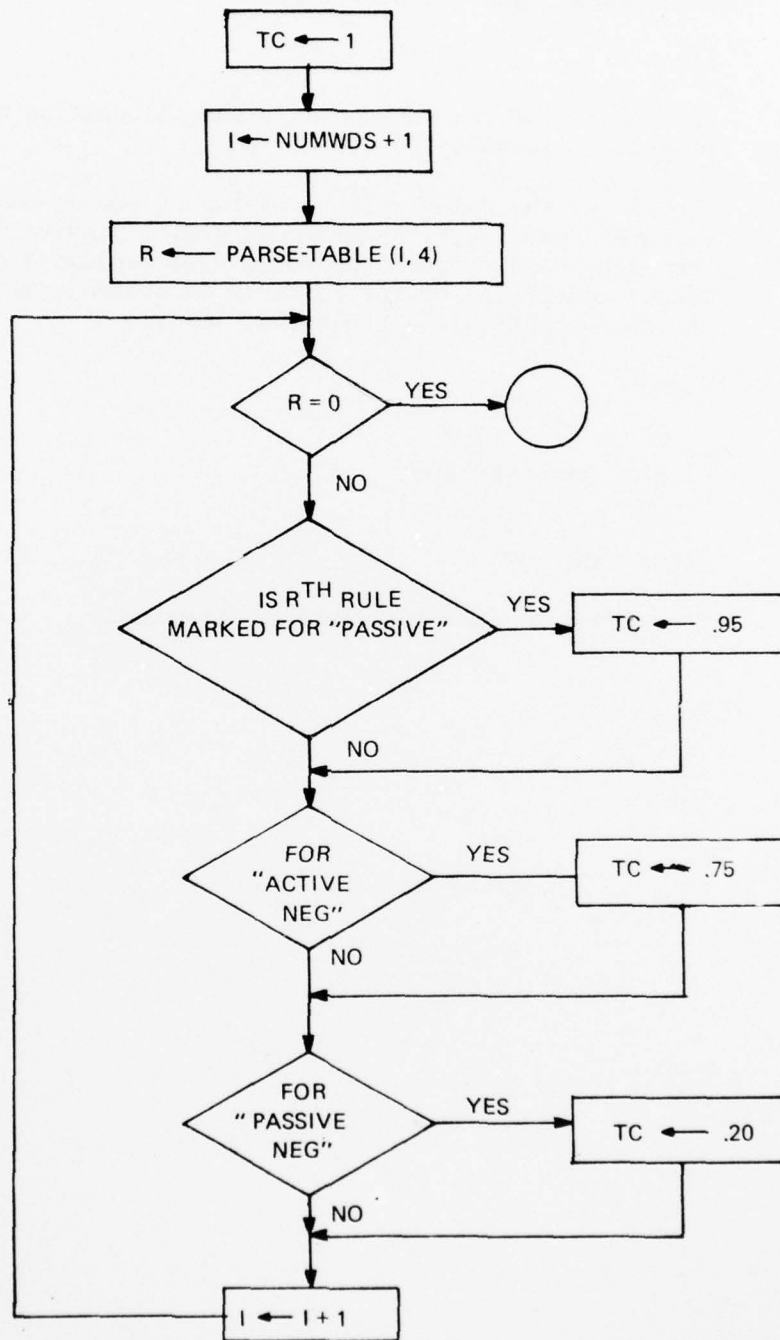 TC ← 1
I ← NUMWDS + 1
R ← PARSE-TABLE (I, 4)
R = 0
YES
NO
IS R^TH RULE
MARKED FOR "PASSIVE"
YES
TC ← .95
NO
FOR
"ACTIVE
NEG"
YES
TC ← .75
NO
FOR
"PASSIVE
NEG"
YES
TC ← .20
NO
I ← I + 1